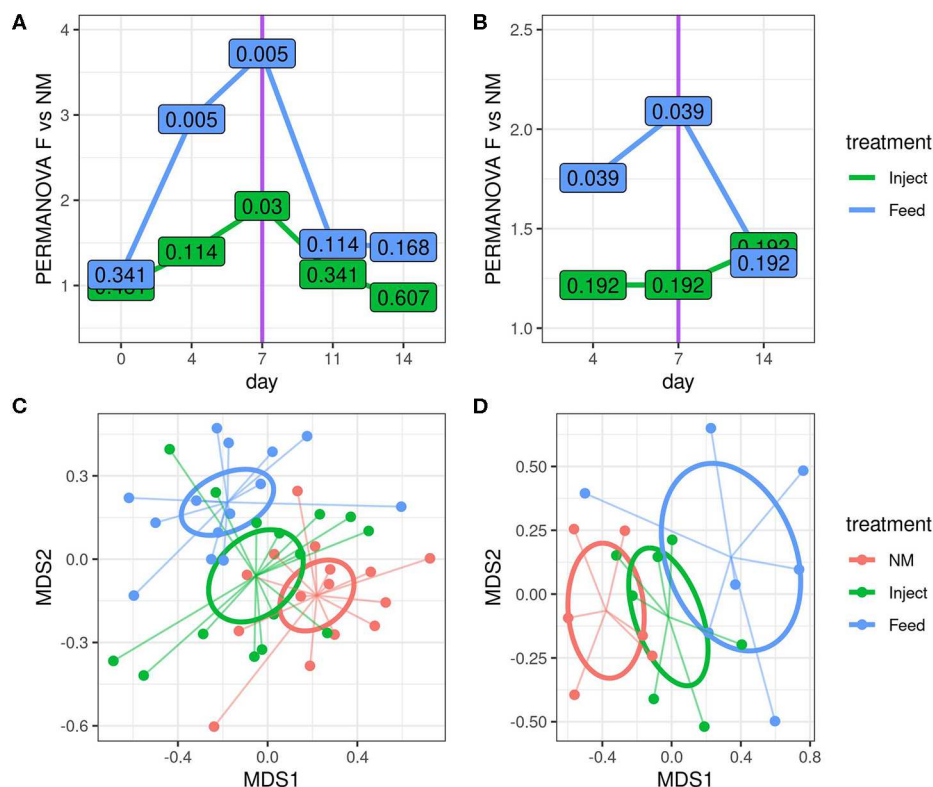 A
B
PERMANOVA F vs NM
4
3
2
1
0.005
0.005
0.03
0.114
0.341
0.114
0.168
0.341
0.607
0 4 7 11 14
day
PERMANOVA F vs NM
2.5
2.0
1.5
1.0
0.039
0.039
0.192
0.192
0.192
0.192
4 7 14
day
treatment
Inject
Feed
C
D
MDS2
0.3
0.0
-0.3
-0.6
-0.4 0.0 0.4
MDS1
MDS2
0.50
0.25
0.00
-0.25
-0.50
-0.4 0.0 0.4 0.8
MDS1
treatment
NM
Inject
Feed